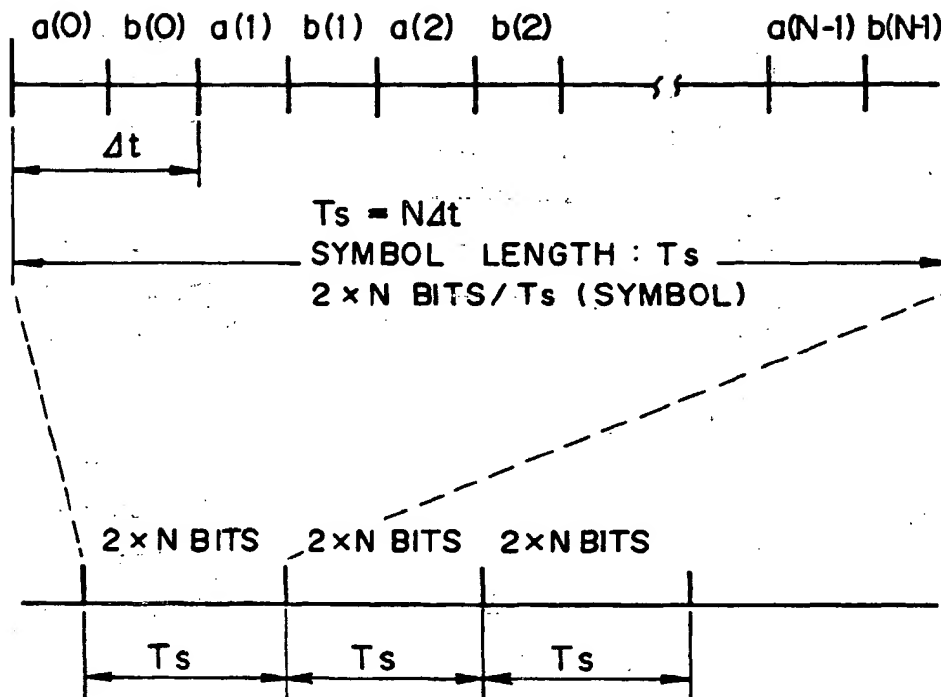 a(0) b(0) a(1) b(1) a(2) b(2) a(N-1) b(N-1)
Δt
Ts = NΔt
SYMBOL LENGTH : Ts
2 × N BITS / Ts (SYMBOL)
2 × N BITS 2 × N BITS 2 × N BITS
Ts Ts Ts